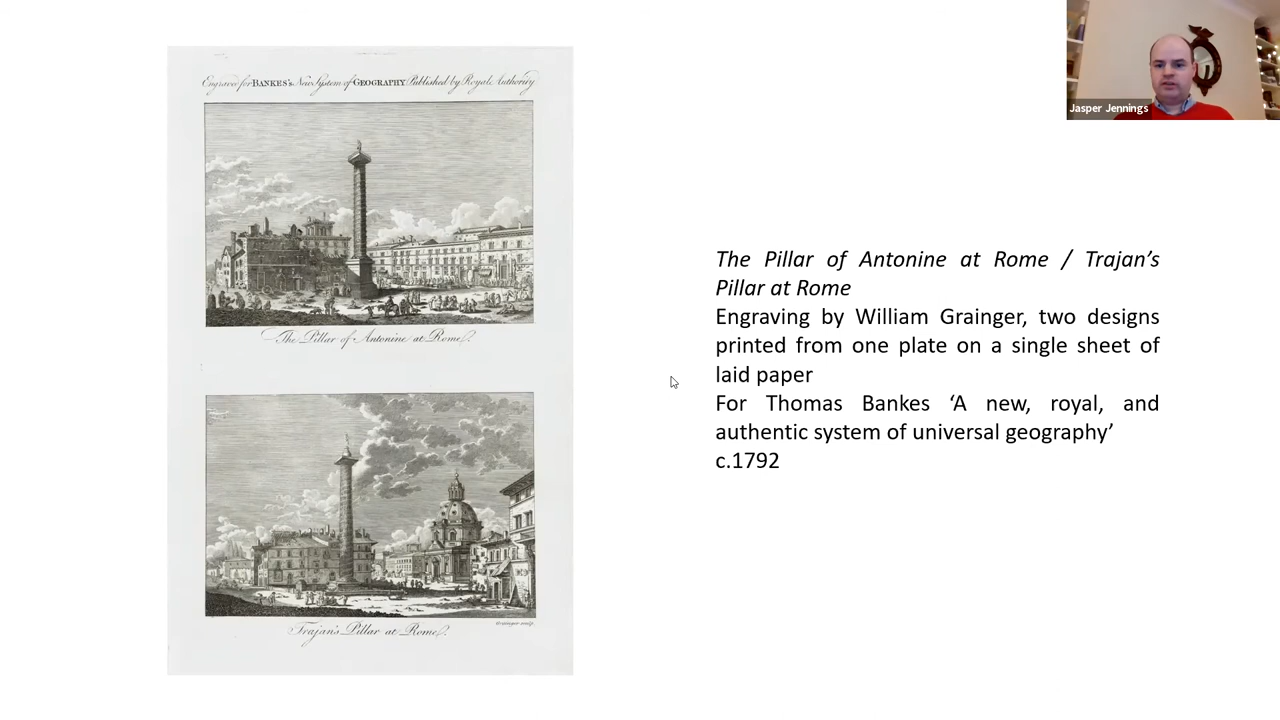 Engraved for BANKES's New System of GEOGRAPHY Published by Royal Authority
The Pillar of Antonine at Rome.
Trajan's Pillar at Rome.
Grainger sculp.
Jasper Jennings
The Pillar of Antonine at Rome / Trajan’s
Pillar at Rome
Engraving by William Grainger, two designs
printed from one plate on a single sheet of
laid paper
For Thomas Bankes ‘A new, royal, and
authentic system of universal geography’
c.1792